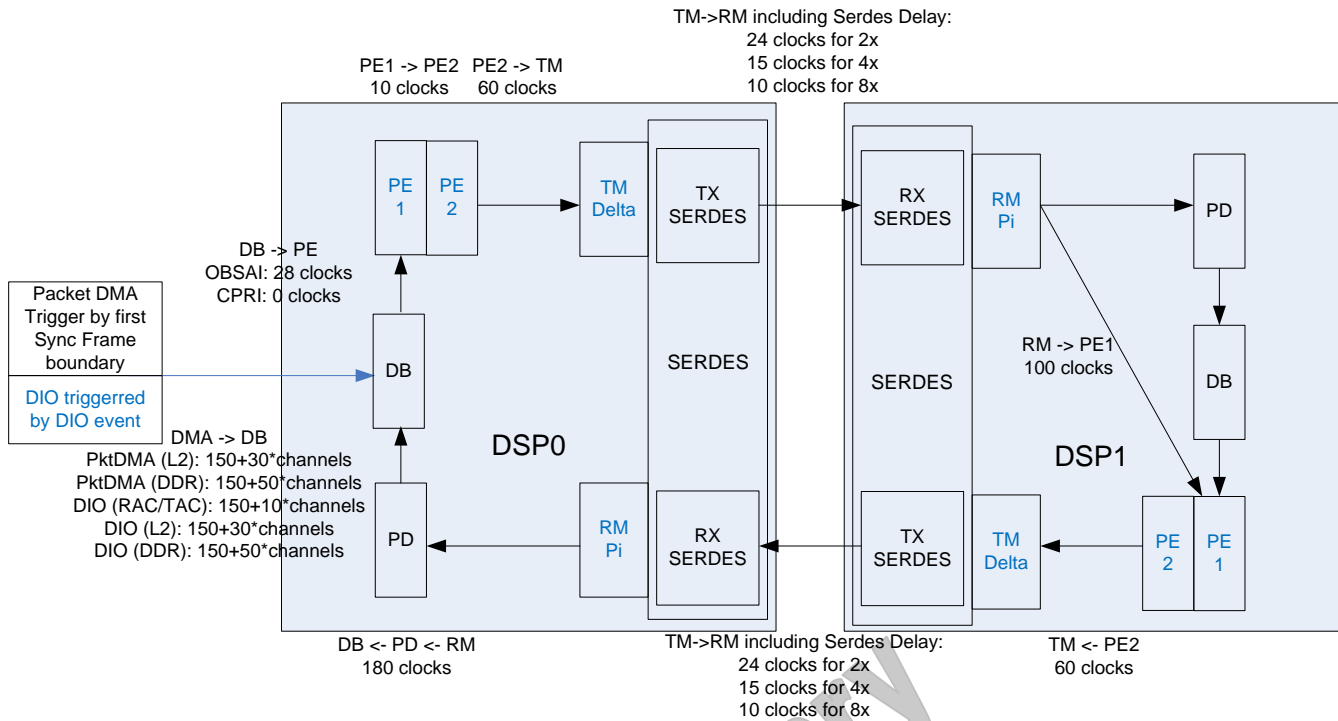 TM->RM including Serdes Delay:
24 clocks for 2x
15 clocks for 4x
10 clocks for 8x
PE1 -> PE2
10 clocks
PE2 -> TM
60 clocks
PE
1
PE
2
TM
Delta
TX
SERDES
RX
SERDES
RM
Pi
PD
DB -> PE
OBSAI: 28 clocks
CPRI: 0 clocks
Packet DMA
Trigger by first
Sync Frame
boundary
DIO triggerred
by DIO event
DB
SERDES
SERDES
RM -> PE1
100 clocks
DB
DSP0
DSP1
DMA -> DB
PktDMA (L2): 150+30*channels
PktDMA (DDR): 150+50*channels
DIO (RAC/TAC): 150+10*channels
DIO (L2): 150+30*channels
DIO (DDR): 150+50*channels
PD
RM
Pi
RX
SERDES
TX
SERDES
TM
Delta
PE
2
PE
1
DB <- PD <- RM
180 clocks
TM->RM including Serdes Delay:
24 clocks for 2x
15 clocks for 4x
10 clocks for 8x
TM <- PE2
60 clocks